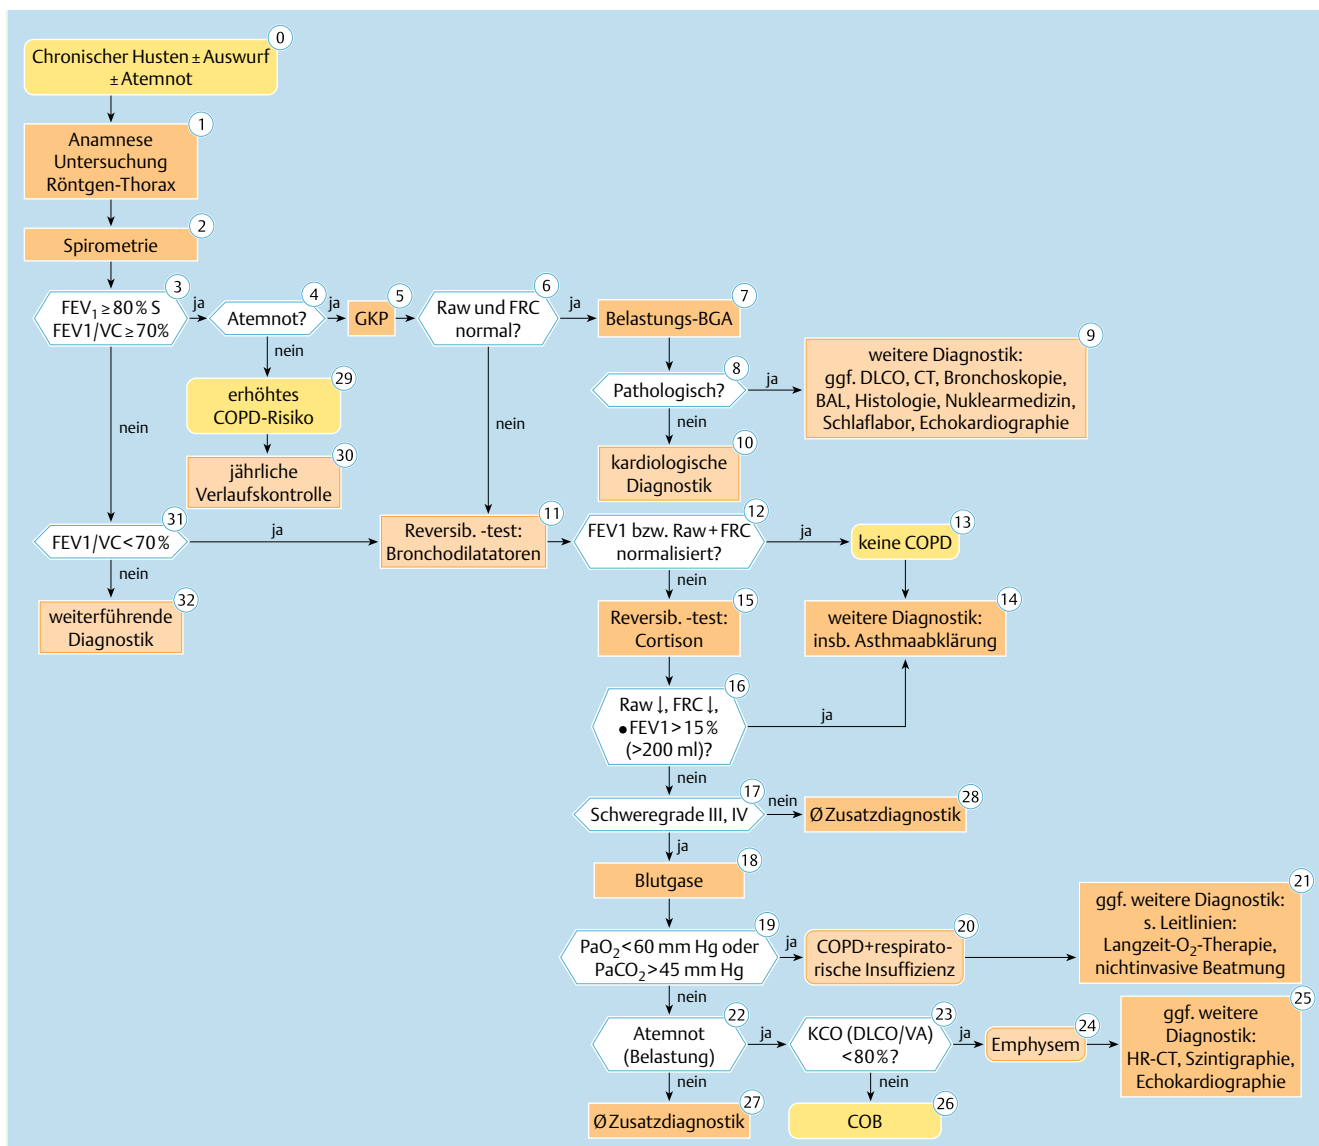 0
Chronischer Husten ± Auswurf
± Atemnot
1
Anamnese
Untersuchung
Röntgen-Thorax
2
Spirometrie
3
FEV₁ ≥ 80% S
FEV1/VC ≥ 70%
ja
4
Atemnot?
ja
5
GKP
6
Raw und FRC
normal?
ja
7
Belastungs-BGA
nein
29
erhöhtes
COPD-Risiko
30
jährliche
Verlaufskontrolle
nein
nein
8
Pathologisch?
ja
9
weitere Diagnostik:
ggf. DLCO, CT, Bronchoskopie,
BAL, Histologie, Nuklearmedizin,
Schlaflabor, Echokardiographie
nein
10
kardiologische
Diagnostik
31
FEV1/VC < 70%
ja
11
Reversib. -test:
Bronchodilatatoren
12
FEV1 bzw. Raw + FRC
normalisiert?
ja
13
keine COPD
nein
32
weiterführende
Diagnostik
nein
15
Reversib. -test:
Cortison
14
weitere Diagnostik:
insb. Asthmaabklärung
16
Raw ↓, FRC ↓,
● FEV1 > 15%
(>200 ml)?
ja
nein
17
Schweregrade III, IV
nein
28
Ø Zusatzdiagnostik
ja
18
Blutgase
19
PaO₂ < 60 mm Hg oder
PaCO₂ > 45 mm Hg
ja
20
COPD+respirato-
rische Insuffizienz
21
ggf. weitere Diagnostik:
s. Leitlinien:
Langzeit-O₂-Therapie,
nichtinvasive Beatmung
nein
22
Atemnot
(Belastung)
ja
23
KCO (DLCO/VA)
< 80%?
ja
24
Emphysem
25
ggf. weitere
Diagnostik:
HR-CT, Szintigraphie,
Echokardiographie
nein
nein
27
Ø Zusatzdiagnostik
26
COB